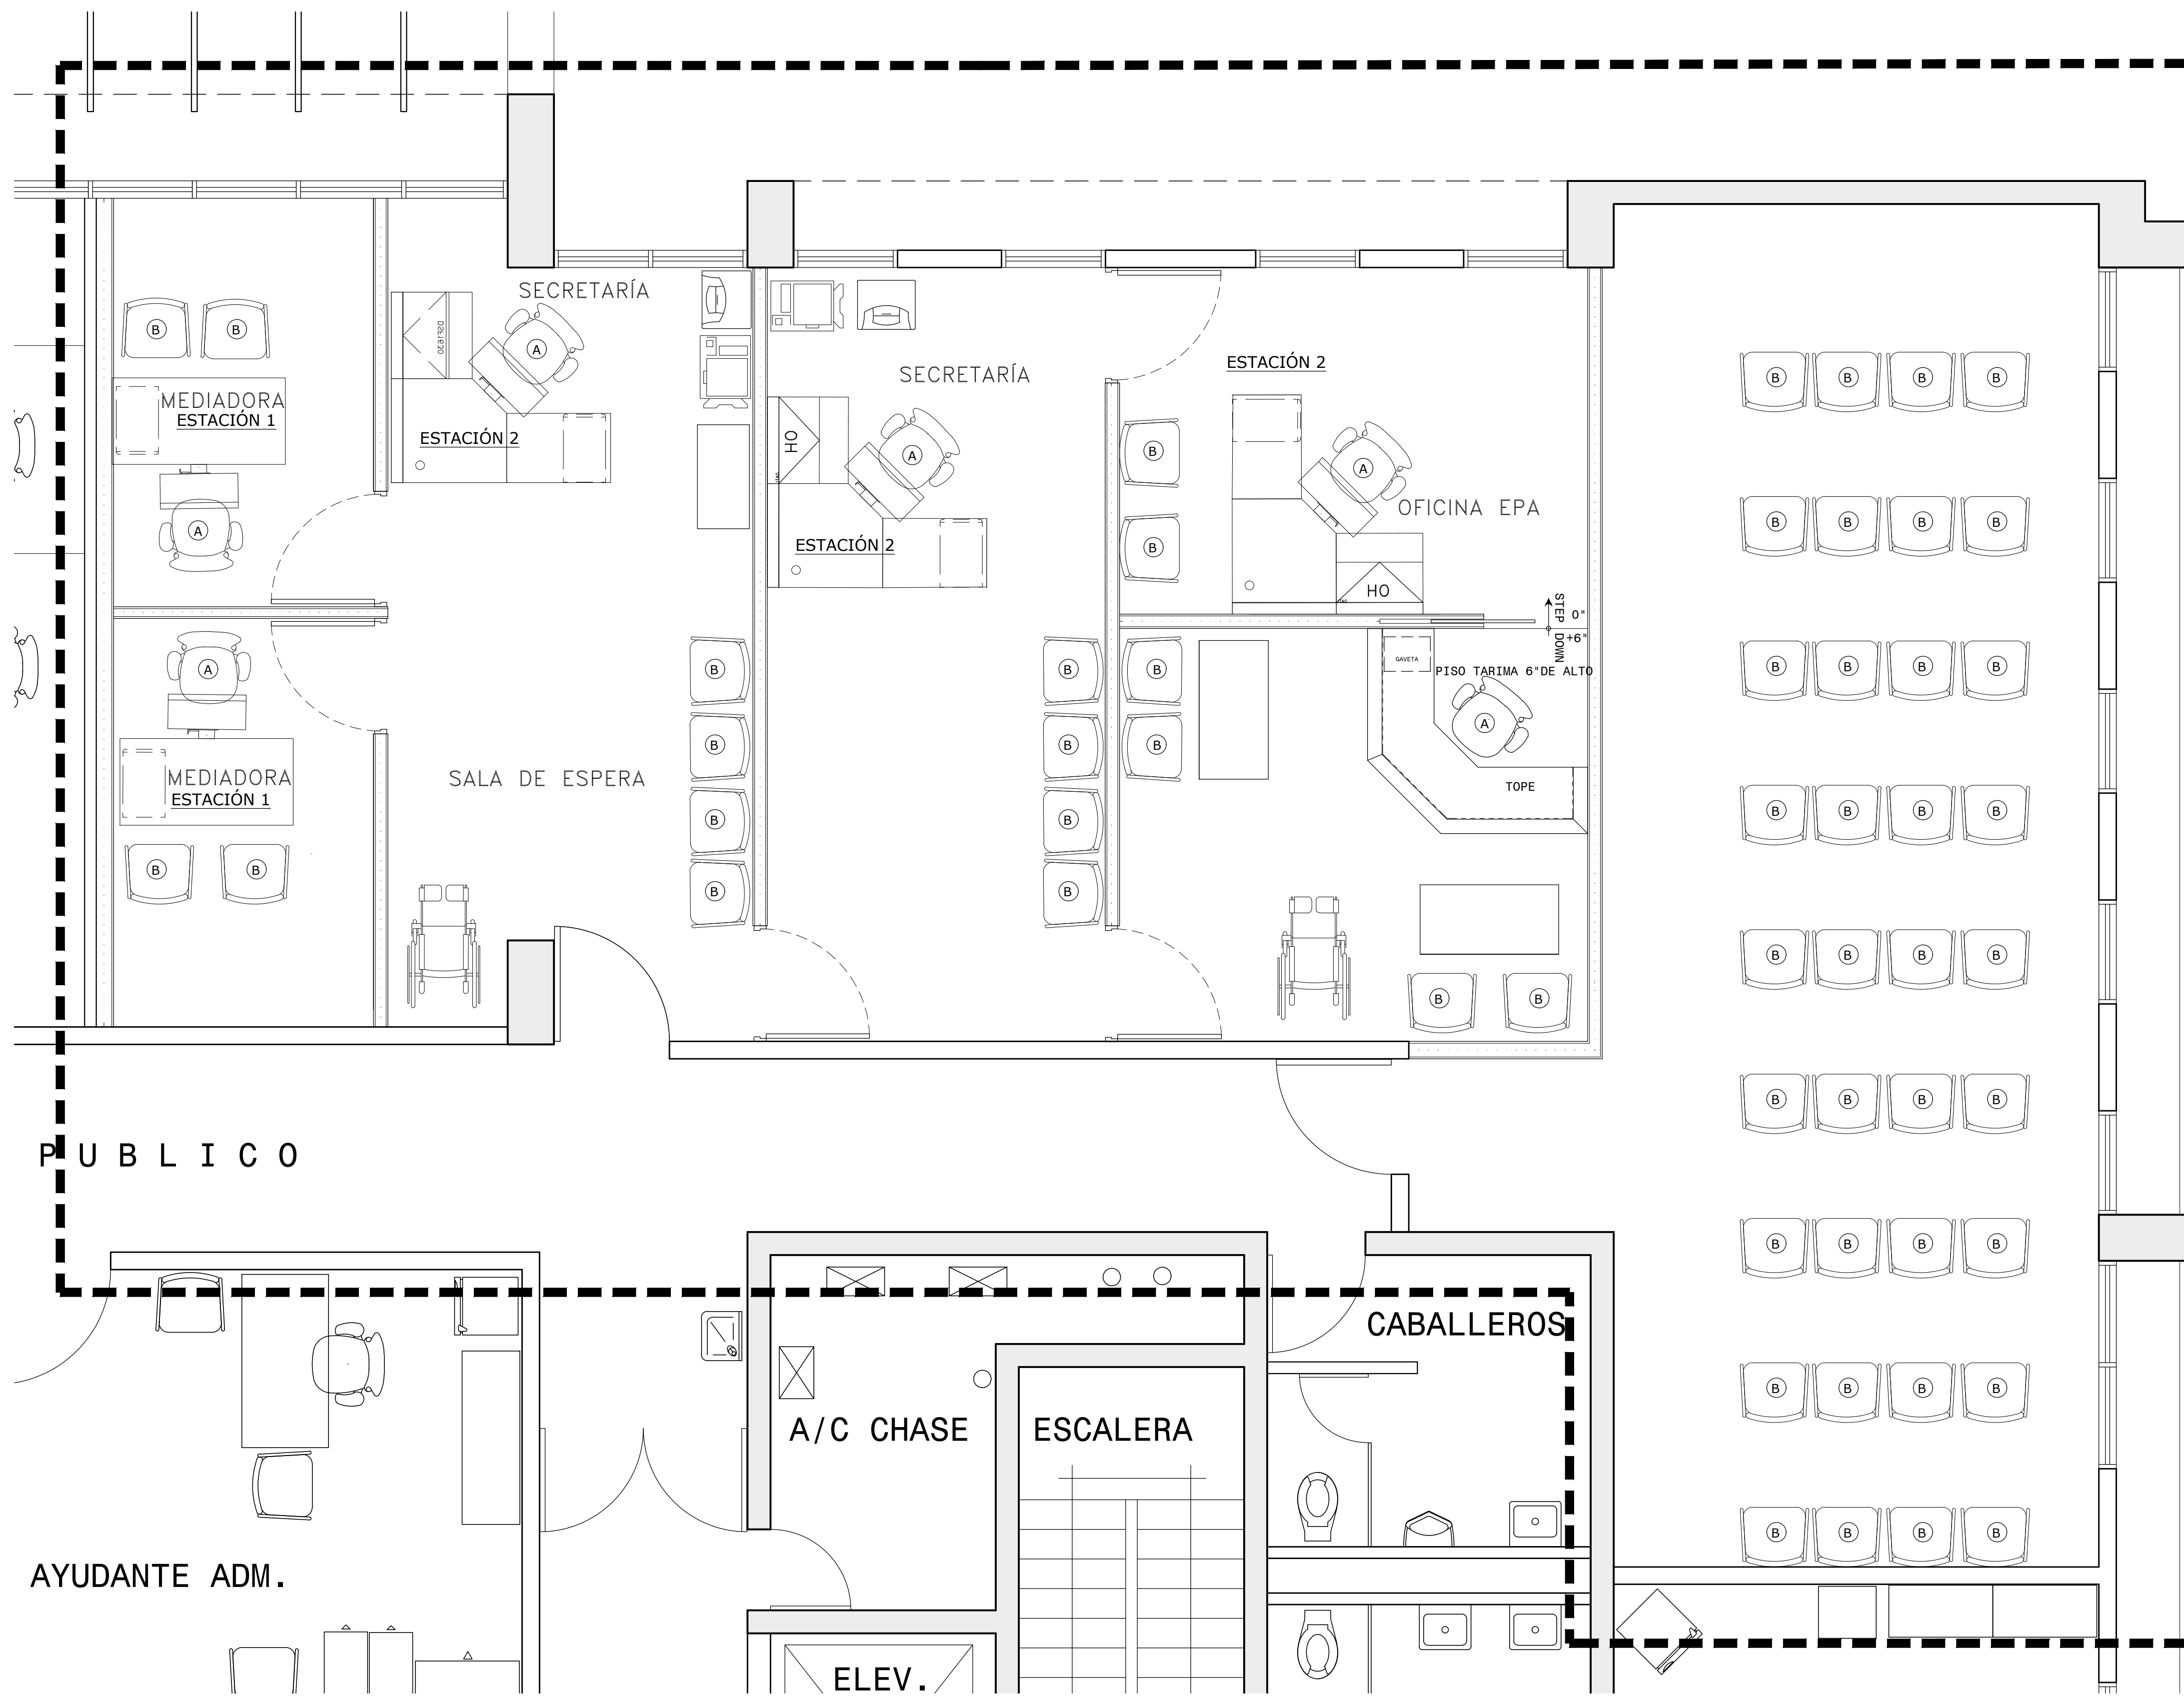 SECRETARÍA
B B
A
ESTACIÓN 2
SECRETARÍA
B B B B
MEDIADORA
ESTACIÓN 1
ESTACIÓN 2
HO
A
B
A
OFICINA EPA
B B B B
A
ESTACIÓN 2
B
HO
STEP 0"
DOWN +6"
GAVETA
PISO TARIMA 6"DE ALTO
A
B
B
B
B B B B
A
B
B
B
MEDIADORA
SALA DE ESPERA
TOPE
ESTACIÓN 1
B
B
B B B B
B B
B
B
B B B B
B B
B B B B
P U B L I C O
B B B B
CABALLEROS
B B B B
A/C CHASE
ESCALERA
B B B B
AYUDANTE ADM.
ELEV.